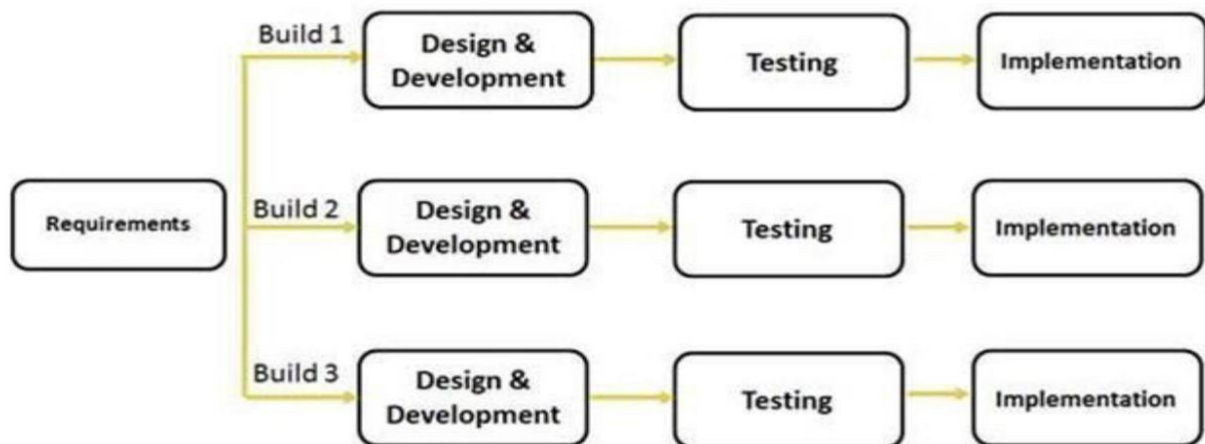 Build 1
Design &
Development
Testing
Implementation
Requirements
Build 2
Design &
Development
Testing
Implementation
Build 3
Design &
Development
Testing
Implementation